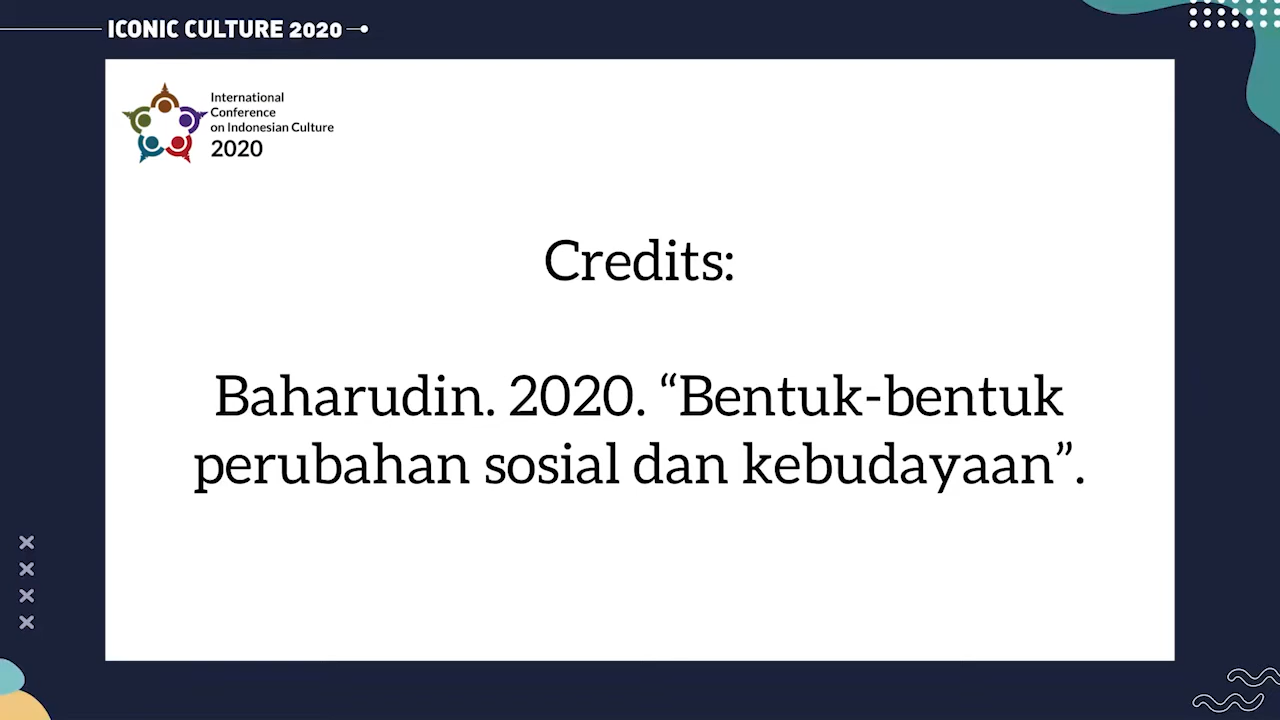 ICONIC CULTURE 2020
International
Conference
on Indonesian Culture
2020
Credits:
Baharudin. 2020. “Bentuk-bentuk
perubahan sosial dan kebudayaan”.